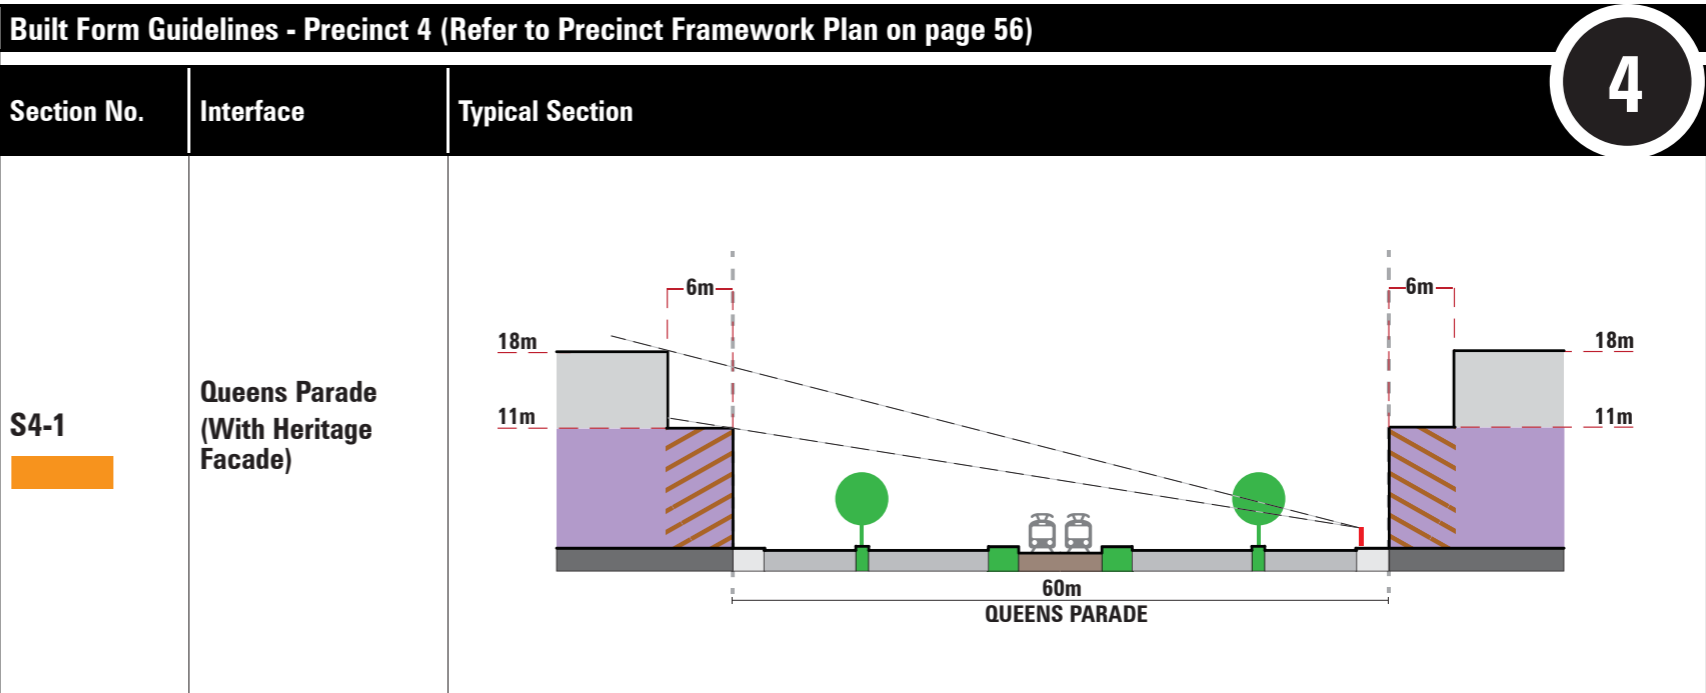 Built Form Guidelines - Precinct 4 (Refer to Precinct Framework Plan on page 56)
4
Section No.
Interface
Typical Section
S4-1
Queens Parade
(With Heritage
Facade)
6m
6m
18m
18m
11m
11m
60m
QUEENS PARADE